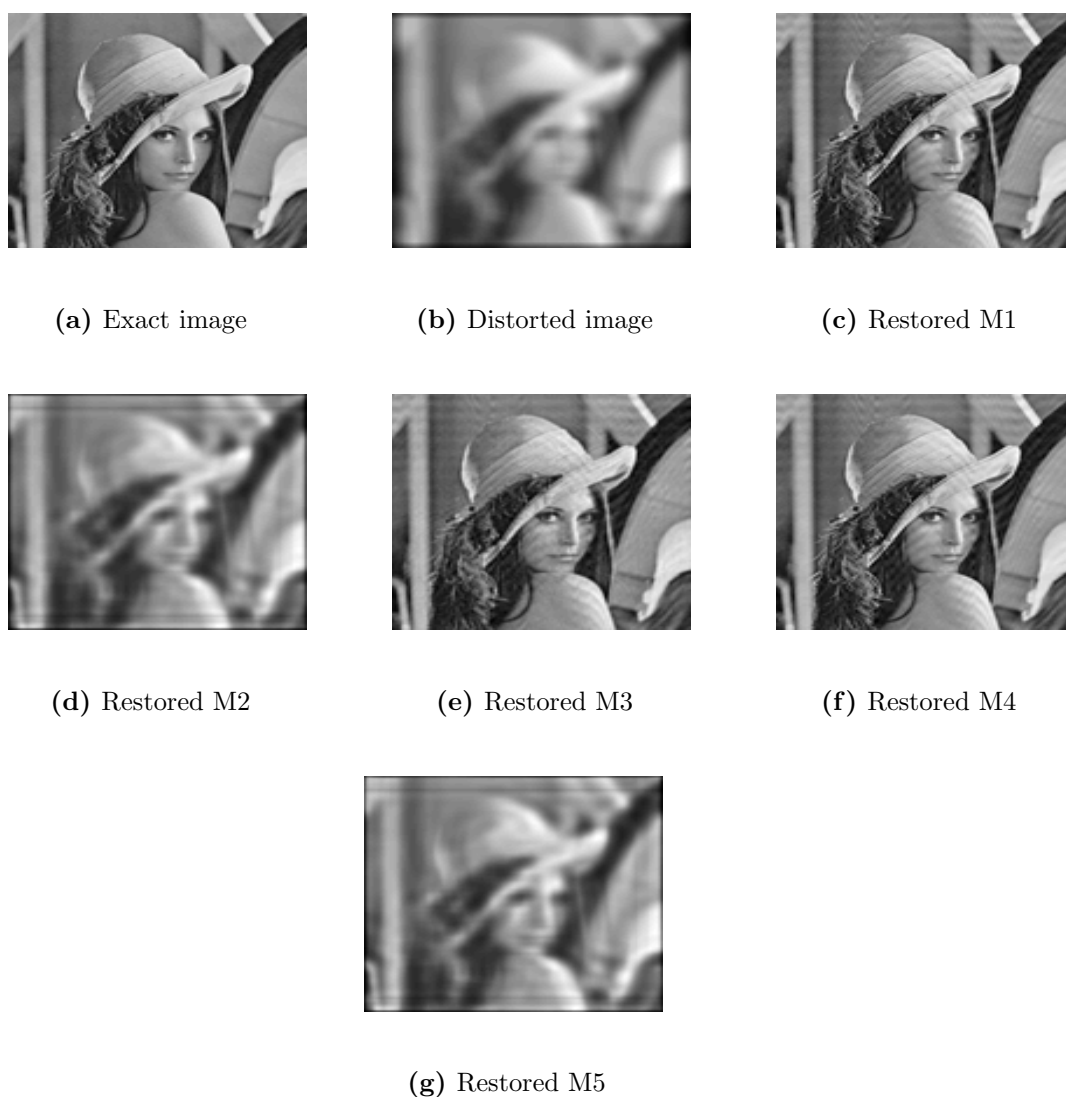 (a) Exact image
(b) Distorted image
(c) Restored M1
(d) Restored M2
(e) Restored M3
(f) Restored M4
(g) Restored M5